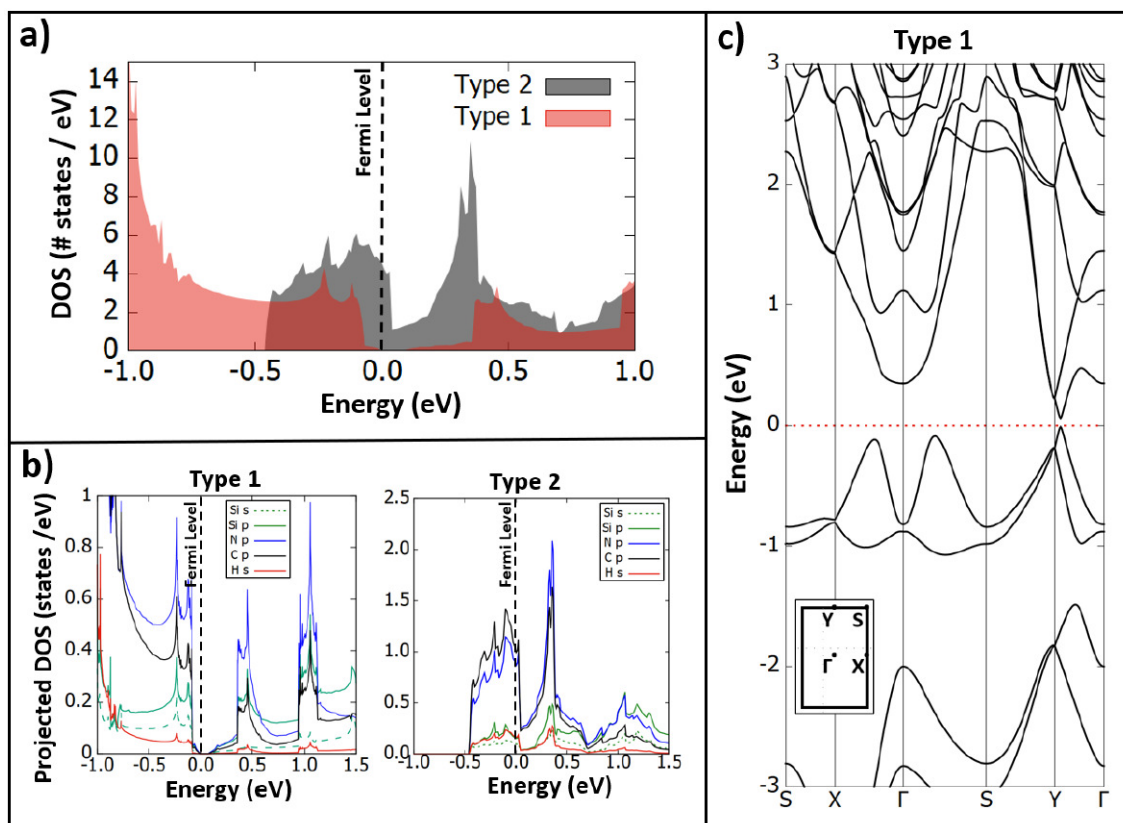 a)
DOS (# states / eV)
14
12
10
8
6
4
2
0
Fermi Level
Type 2
Type 1
-1.0 -0.5 0.0 0.5 1.0
Energy (eV)
b)
Type 1
Projected DOS (states /eV)
1
0.8
0.6
0.4
0.2
0
Fermi Level
Si s
Si p
N p
C p
H s
-1.0 -0.5 0.0 0.5 1.0 1.5
Energy (eV)
Type 2
2.5
2.0
1.5
1.0
0.5
0.0
Fermi Level
Si s
Si p
N p
C p
H s
-1.0 -0.5 0.0 0.5 1.0 1.5
Energy (eV)
c)
Type 1
Energy (eV)
3
2
1
0
-1
-2
-3
Y S
Γ X
S X Γ S Y Γ